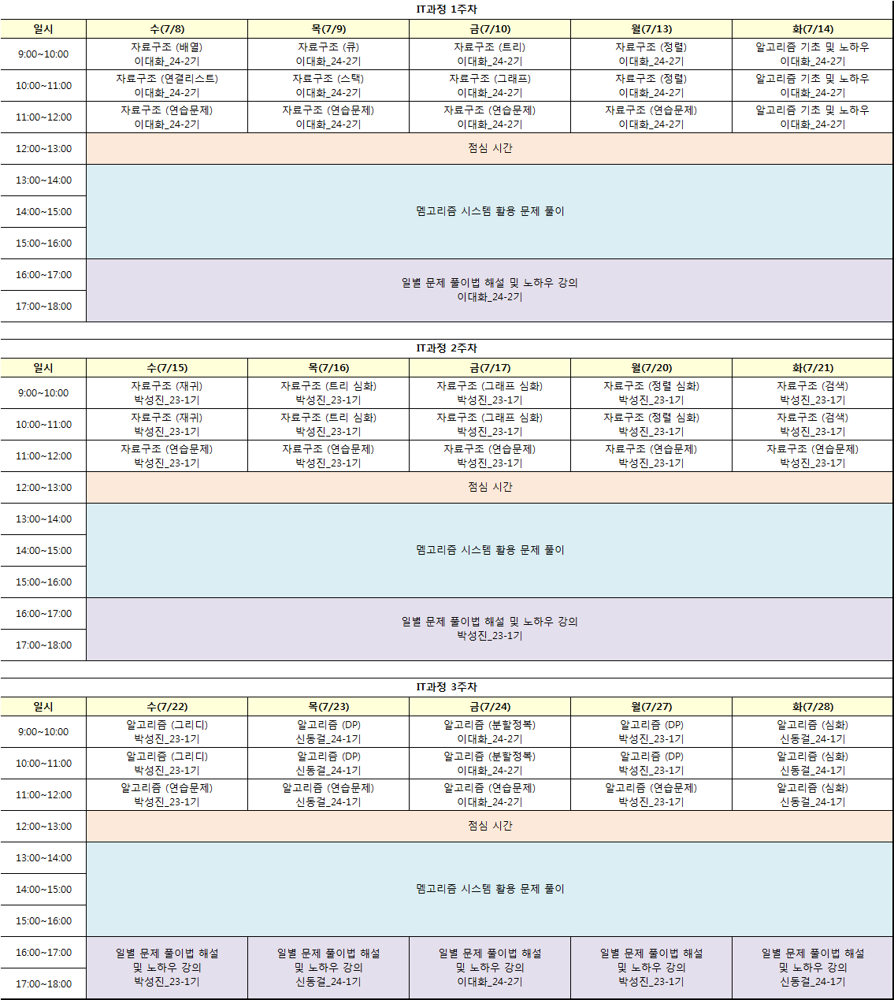 IT과정 1주차
일시 수(7/8) 목(7/9) 금(7/10) 월(7/13) 화(7/14)
9:00~10:00 자료구조 (배열) 자료구조 (큐) 자료구조 (트리) 자료구조 (정렬) 알고리즘 기초 및 노하우
이대화_24-2기 이대화_24-2기 이대화_24-2기 이대화_24-2기 이대화_24-2기
10:00~11:00 자료구조 (연결리스트) 자료구조 (스택) 자료구조 (그래프) 자료구조 (정렬) 알고리즘 기초 및 노하우
이대화_24-2기 이대화_24-2기 이대화_24-2기 이대화_24-2기 이대화_24-2기
11:00~12:00 자료구조 (연습문제) 자료구조 (연습문제) 자료구조 (연습문제) 자료구조 (연습문제) 알고리즘 기초 및 노하우
이대화_24-2기 이대화_24-2기 이대화_24-2기 이대화_24-2기 이대화_24-2기
12:00~13:00 점심 시간
13:00~14:00
14:00~15:00 멤고리즘 시스템 활용 문제 풀이
15:00~16:00
16:00~17:00 일별 문제 풀이법 해설 및 노하우 강의
17:00~18:00 이대화_24-2기
IT과정 2주차
일시 수(7/15) 목(7/16) 금(7/17) 월(7/20) 화(7/21)
9:00~10:00 자료구조 (재귀) 자료구조 (트리 심화) 자료구조 (그래프 심화) 자료구조 (정렬 심화) 자료구조 (검색)
박성진_23-1기 박성진_23-1기 박성진_23-1기 박성진_23-1기 박성진_23-1기
10:00~11:00 자료구조 (재귀) 자료구조 (트리 심화) 자료구조 (그래프 심화) 자료구조 (정렬 심화) 자료구조 (검색)
박성진_23-1기 박성진_23-1기 박성진_23-1기 박성진_23-1기 박성진_23-1기
11:00~12:00 자료구조 (연습문제) 자료구조 (연습문제) 자료구조 (연습문제) 자료구조 (연습문제) 자료구조 (연습문제)
박성진_23-1기 박성진_23-1기 박성진_23-1기 박성진_23-1기 박성진_23-1기
12:00~13:00 점심 시간
13:00~14:00
14:00~15:00 멤고리즘 시스템 활용 문제 풀이
15:00~16:00
16:00~17:00 일별 문제 풀이법 해설 및 노하우 강의
17:00~18:00 박성진_23-1기
IT과정 3주차
일시 수(7/22) 목(7/23) 금(7/24) 월(7/27) 화(7/28)
9:00~10:00 알고리즘 (그리디) 알고리즘 (DP) 알고리즘 (분할정복) 알고리즘 (DP) 알고리즘 (심화)
박성진_23-1기 신동걸_24-1기 이대화_24-2기 박성진_23-1기 신동걸_24-1기
10:00~11:00 알고리즘 (그리디) 알고리즘 (DP) 알고리즘 (분할정복) 알고리즘 (DP) 알고리즘 (심화)
박성진_23-1기 신동걸_24-1기 이대화_24-2기 박성진_23-1기 신동걸_24-1기
11:00~12:00 알고리즘 (연습문제) 알고리즘 (연습문제) 알고리즘 (연습문제) 알고리즘 (연습문제) 알고리즘 (심화)
박성진_23-1기 신동걸_24-1기 이대화_24-2기 박성진_23-1기 신동걸_24-1기
12:00~13:00 점심 시간
13:00~14:00
14:00~15:00 멤고리즘 시스템 활용 문제 풀이
15:00~16:00
16:00~17:00 일별 문제 풀이법 해설 일별 문제 풀이법 해설 일별 문제 풀이법 해설 일별 문제 풀이법 해설 일별 문제 풀이법 해설
및 노하우 강의 및 노하우 강의 및 노하우 강의 및 노하우 강의 및 노하우 강의
17:00~18:00 박성진_23-1기 신동걸_24-1기 이대화_24-2기 박성진_23-1기 신동걸_24-1기